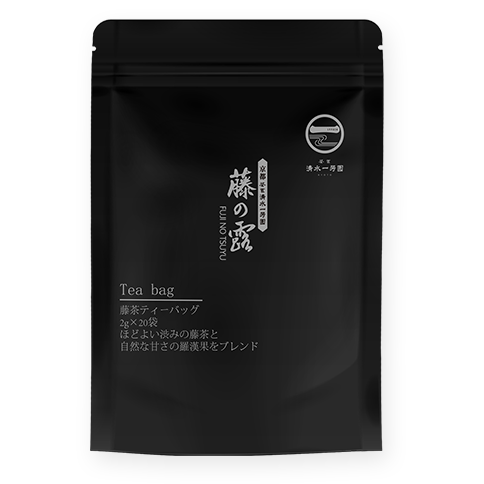 茶寮
清水一芳園
京都 茶寮 清水一芳園
藤の露
FUJI NO TSUYU
Tea bag
藤茶ティーバッグ
2g×20袋
ほどよい渋みの藤茶と
自然な甘さの羅漢果をブレンド